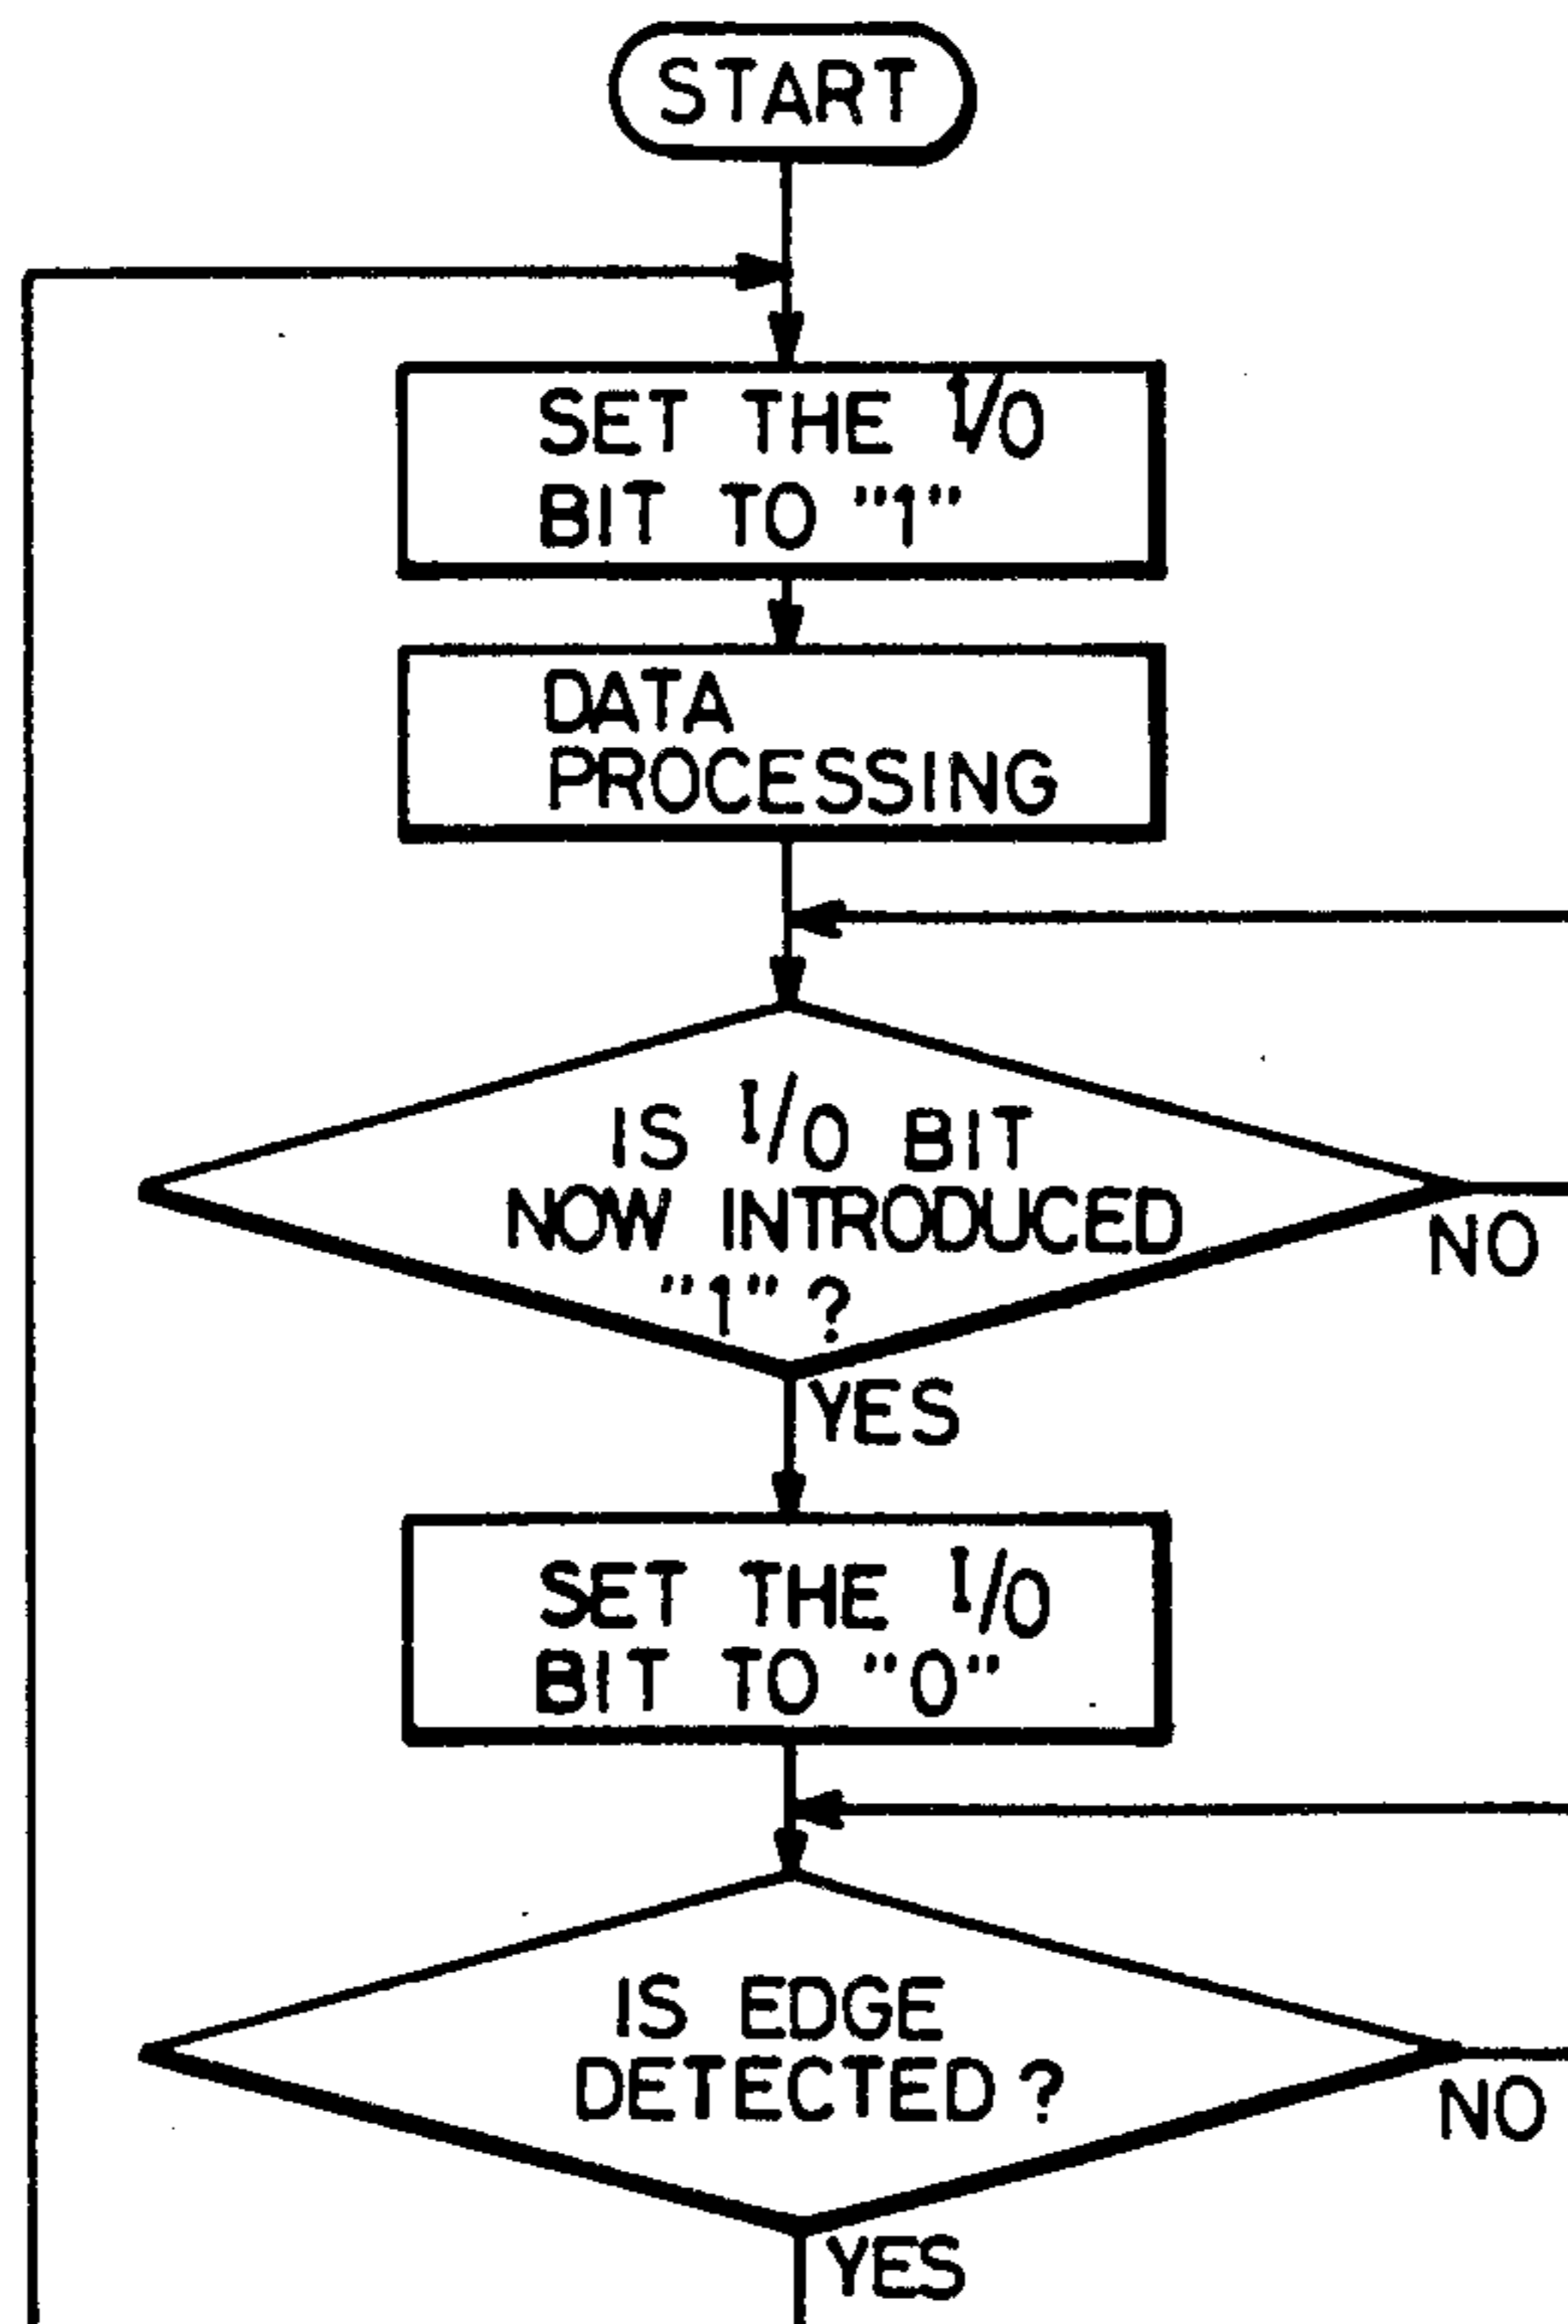 START
SET THE I/O
BIT TO "1"
DATA
PROCESSING
IS I/O BIT
NOW INTRODUCED
"1" ?
NO
YES
SET THE I/O
BIT TO "0"
IS EDGE
DETECTED ?
NO
YES